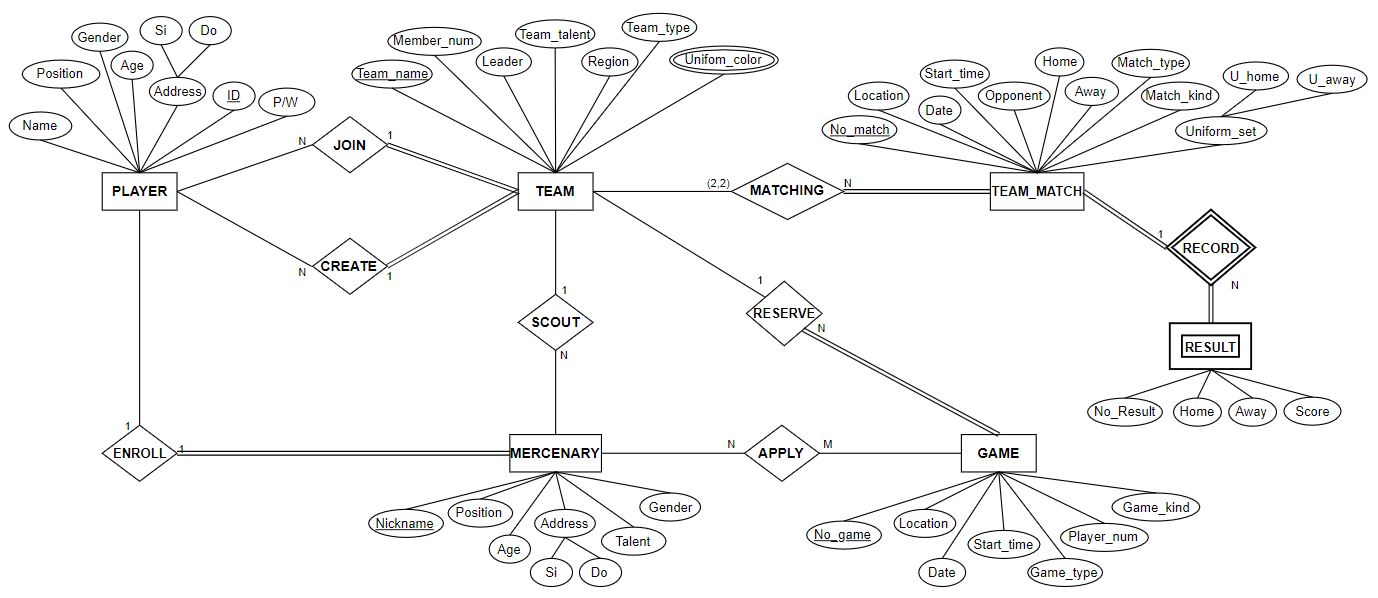 Si
Do
Gender
Age
Position
Address
ID
P/W
Name
Team_talent
Team_type
Member_num
Leader
Region
Unifom_color
Team_name
Home
Match_type
Start_time
U_home
U_away
Location
Opponent
Away
Match_kind
Date
No_match
Uniform_set
N
JOIN
1
PLAYER
TEAM
(2,2)
MATCHING
N
TEAM_MATCH
1
RECORD
N
N
CREATE
1
1
SCOUT
N
1
RESERVE
N
RESULT
No_Result
Home
Away
Score
1
ENROLL
1
MERCENARY
N
APPLY
M
GAME
Nickname
Position
Address
Gender
Age
Talent
Si
Do
No_game
Location
Game_kind
Start_time
Player_num
Date
Game_type